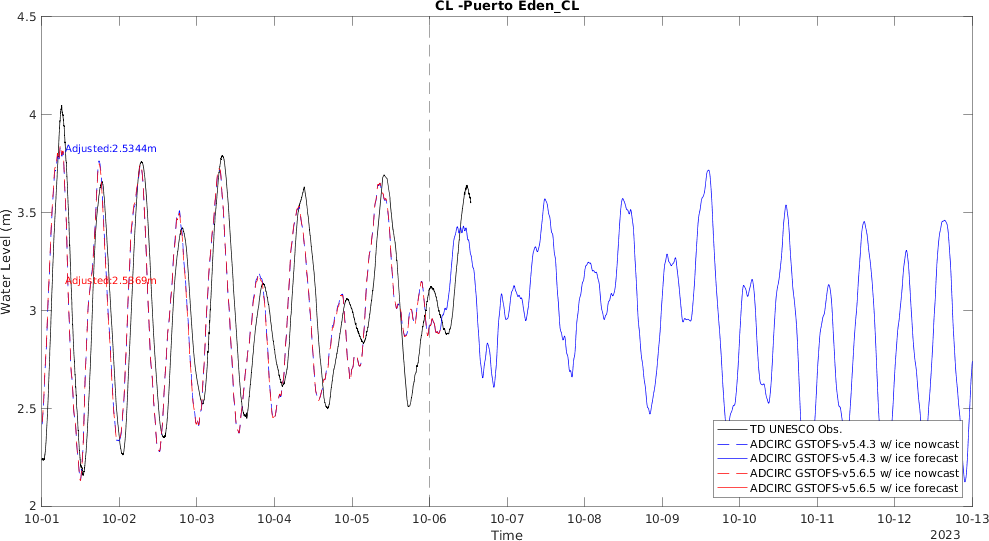 CL -Puerto Eden_CL
4.5
4
3.5
3
2.5
2
Water Level (m)
Adjusted:2.5344m
Adjusted:2.5369m
TD UNESCO Obs.
ADCIRC GSTOFS-v5.4.3 w/ ice nowcast
ADCIRC GSTOFS-v5.4.3 w/ ice forecast
ADCIRC GSTOFS-v5.6.5 w/ ice nowcast
ADCIRC GSTOFS-v5.6.5 w/ ice forecast
10-01 10-02 10-03 10-04 10-05 10-06 10-07 10-08 10-09 10-10 10-11 10-12 10-13
Time
2023